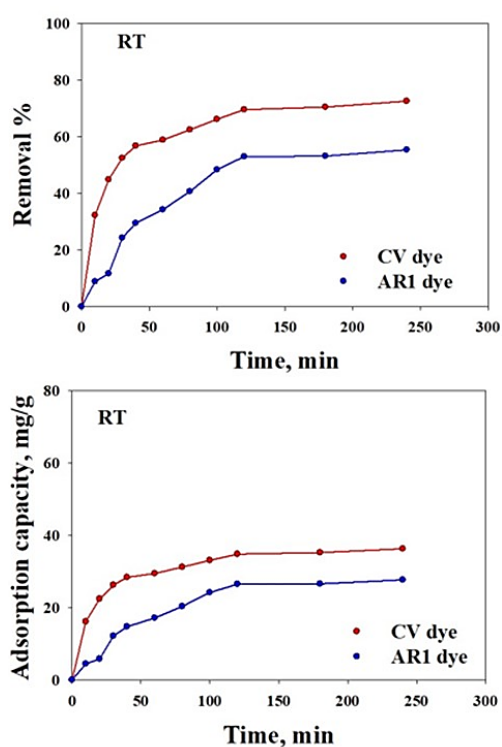 RT
100
80
60
40
20
0
Removal %
CV dye
AR1 dye
0 50 100 150 200 250 300
Time, min
RT
80
60
40
20
0
Adsorption capacity, mg/g
CV dye
AR1 dye
0 50 100 150 200 250 300
Time, min